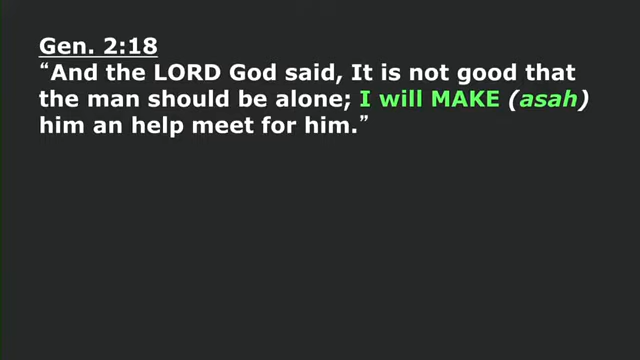 Gen. 2:18
“And the LORD God said, It is not good that
the man should be alone; I will MAKE (asah)
him an help meet for him.”